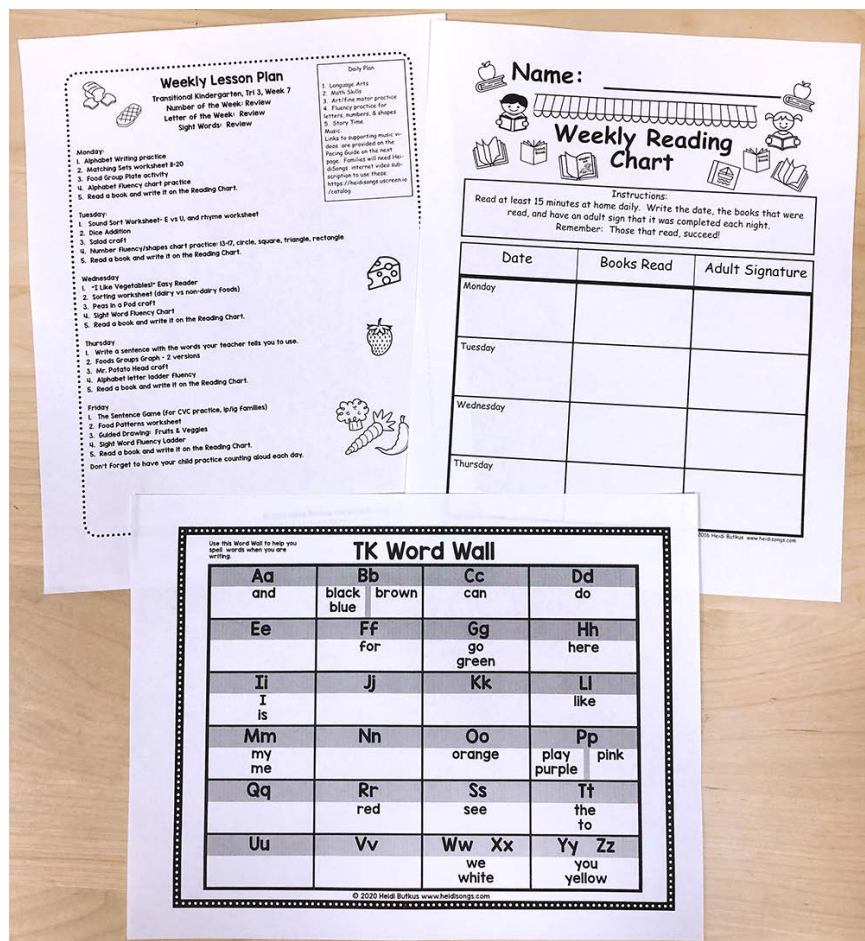 Weekly Lesson Plan
Transitional Kindergarten, Tri 3, Week 7
Number of the Week: Review
Letter of the Week: Review
Sight Words: Review
Daily Plan
1. Language Arts
2. Math Skills
3. Art/fine motor practice
4. Fluency practice for
letters, numbers, & shapes
5. Story Time
Music:
Links to supporting music vi-
deos are provided on the
Pacing Guide on the next
page. Families will need Hei-
diSongs internet video sub-
scription to use these.
https://heidisongs.uscreen.io
/catalog
Monday:
1. Alphabet Writing practice
2. Matching Sets worksheet 8-20
3. Food Group Plate activity
4. Alphabet Fluency chart practice
5. Read a book and write it on the Reading Chart.
Tuesday:
1. Sound Sort Worksheet- E vs U, and rhyme worksheet
2. Dice Addition
3. Salad craft
4. Number Fluency/shapes chart practice: 13-17, circle, square, triangle, rectangle
5. Read a book and write it on the Reading Chart.
Wednesday
1. "I Like Vegetables!" Easy Reader
2. Sorting worksheet (dairy vs non-dairy foods)
3. Peas in a Pod craft
4. Sight Word Fluency Chart
5. Read a book and write it on the Reading Chart.
Thursday
1. Write a sentence with the words your teacher tells you to use.
2. Foods Groups Graph - 2 versions
3. Mr. Potato Head craft
4. Alphabet letter ladder fluency
5. Read a book and write it on the Reading Chart.
Friday
1. The Sentence Game (for CVC practice, ip/ig families)
2. Food Patterns worksheet
3. Guided Drawing: Fruits & Veggies
4. Sight Word Fluency Ladder
5. Read a book and write it on the Reading Chart.
Don't forget to have your child practice counting aloud each day.
Name:
Weekly Reading
Chart
Instructions:
Read at least 15 minutes at home daily. Write the date, the books that were
read, and have an adult sign that it was completed each night.
Remember: Those that read, succeed!
Date Books Read Adult Signature
Monday
Tuesday
Wednesday
Thursday
2016 Heidi Butkus www.heidisongs.com
Use this Word Wall to help you
spell words when you are
writing.
TK Word Wall
Aa Bb Cc Dd
and black brown can do
blue
Ee Ff Gg Hh
for go here
green
Ii Jj Kk Ll
I like
is
Mm Nn Oo Pp
my orange play pink
me purple
Qq Rr Ss Tt
red see the
to
Uu Vv Ww Xx Yy Zz
we you
white yellow
© 2020 Heidi Butkus www.heidisongs.com